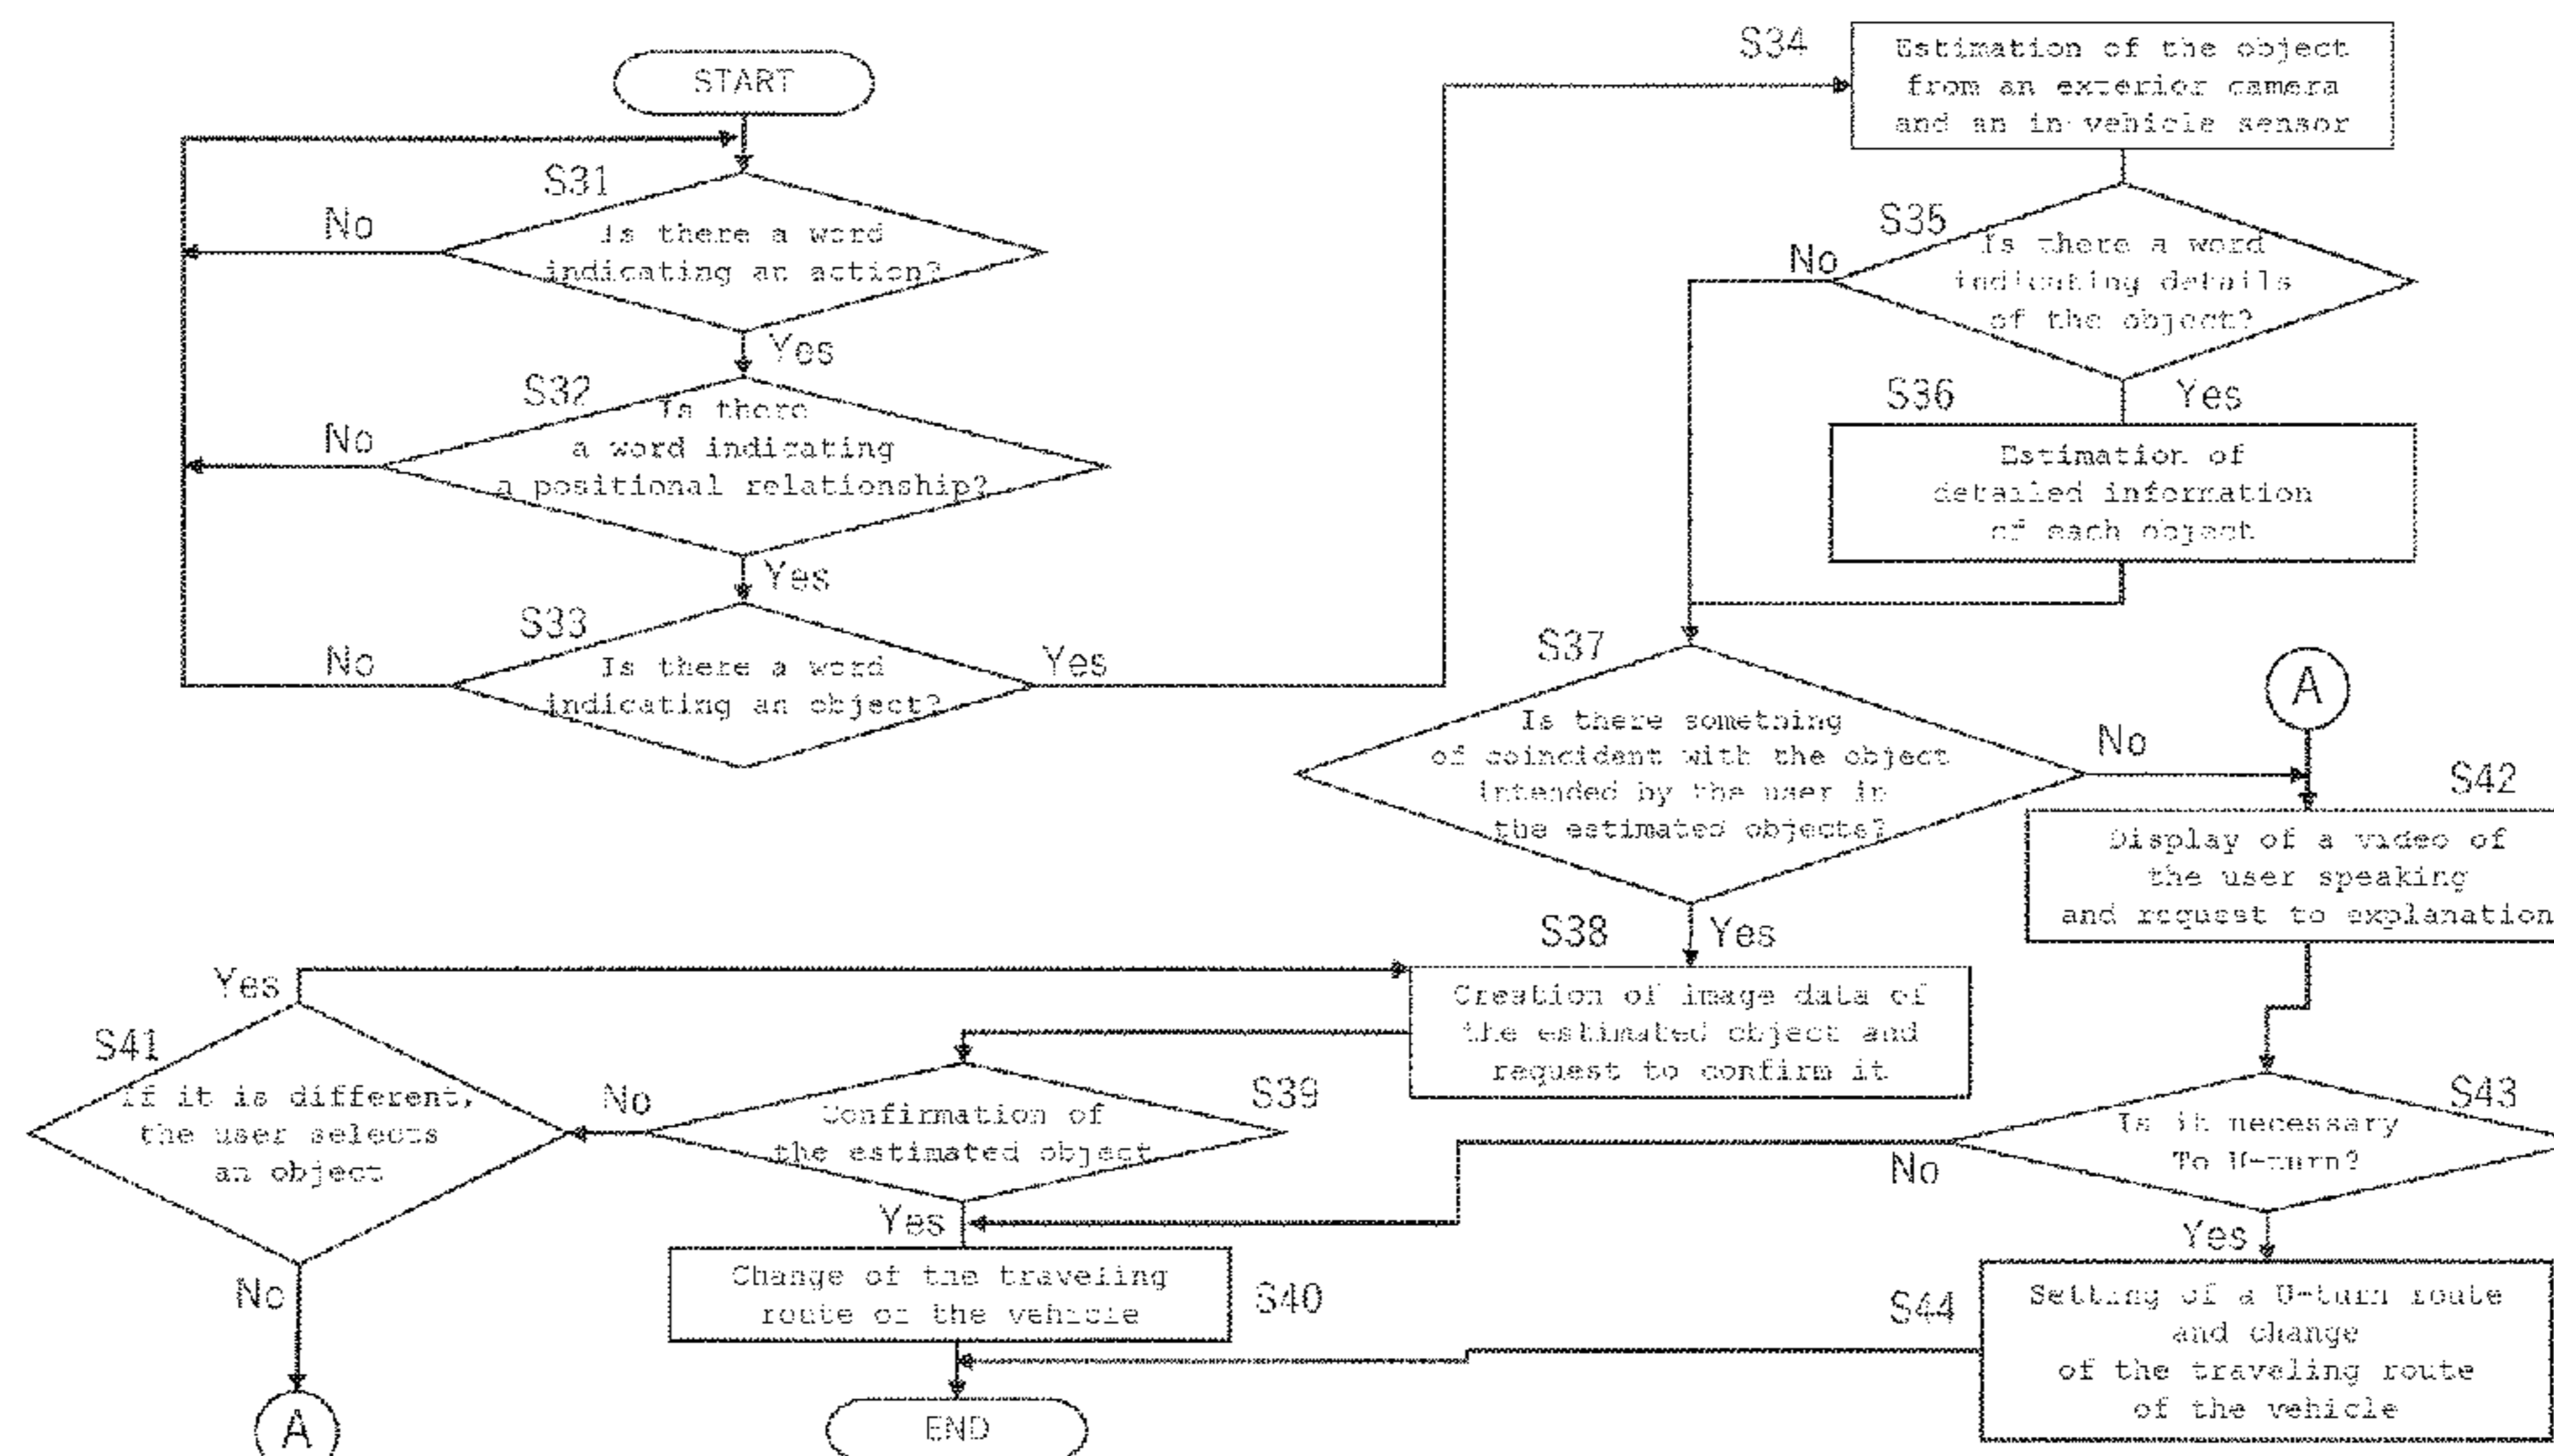 START
S31
Is there a word
indicating an action?
No
Yes
S32
Is there
a word indicating
a positional relationship?
No
Yes
S33
Is there a word
indicating an object?
No
Yes
S34
Estimation of the object
from an exterior camera
and an in-vehicle sensor
S35
Is there a word
indicating details
of the object?
No
Yes
S36
Estimation of
detailed information
of each object
S37
Is there something
of coincident with the object
intended by the user in
the estimated objects?
No
Yes
A
S42
Display of a video of
the user speaking
and request to explanation
S38
Creation of image data of
the estimated object and
request to confirm it
Yes
S41
If it is different,
the user selects
an object
No
S39
Confirmation of
the estimated object
No
Yes
S43
Is it necessary
To U-turn?
No
Yes
Change of the traveling
route of the vehicle
S40
S44
Setting of a U-turn route
and change
of the traveling route
of the vehicle
A
END